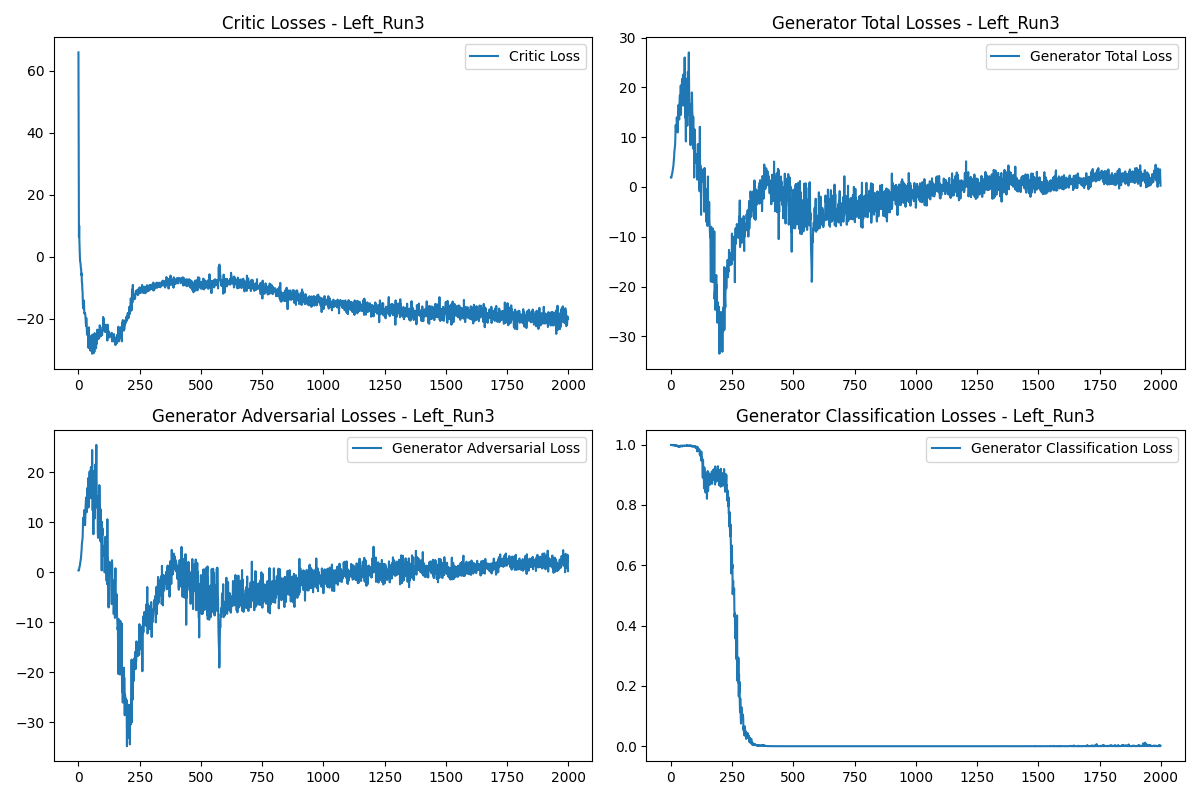 Critic Losses - Left_Run3
Critic Loss
60
40
20
0
−20
0 250 500 750 1000 1250 1500 1750 2000
Generator Total Losses - Left_Run3
Generator Total Loss
30
20
10
0
−10
−20
−30
0 250 500 750 1000 1250 1500 1750 2000
Generator Adversarial Losses - Left_Run3
Generator Adversarial Loss
20
10
0
−10
−20
−30
0 250 500 750 1000 1250 1500 1750 2000
Generator Classification Losses - Left_Run3
Generator Classification Loss
1.0
0.8
0.6
0.4
0.2
0.0
0 250 500 750 1000 1250 1500 1750 2000